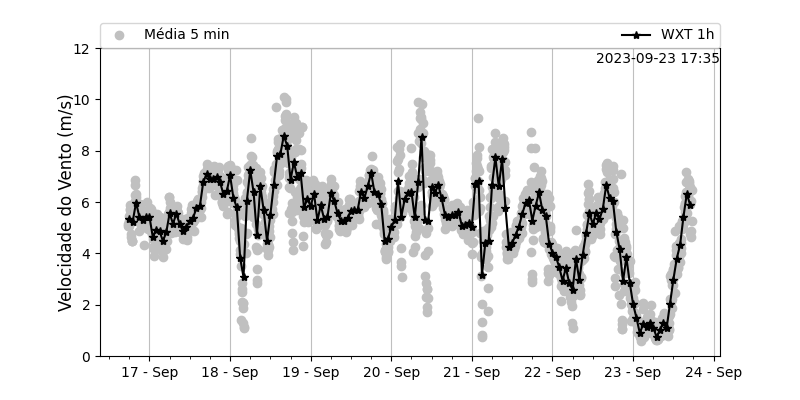 Média 5 min
WXT 1h
2023-09-23 17:35
Velocidade do Vento (m/s)
12
10
8
6
4
2
0
17 - Sep
18 - Sep
19 - Sep
20 - Sep
21 - Sep
22 - Sep
23 - Sep
24 - Sep